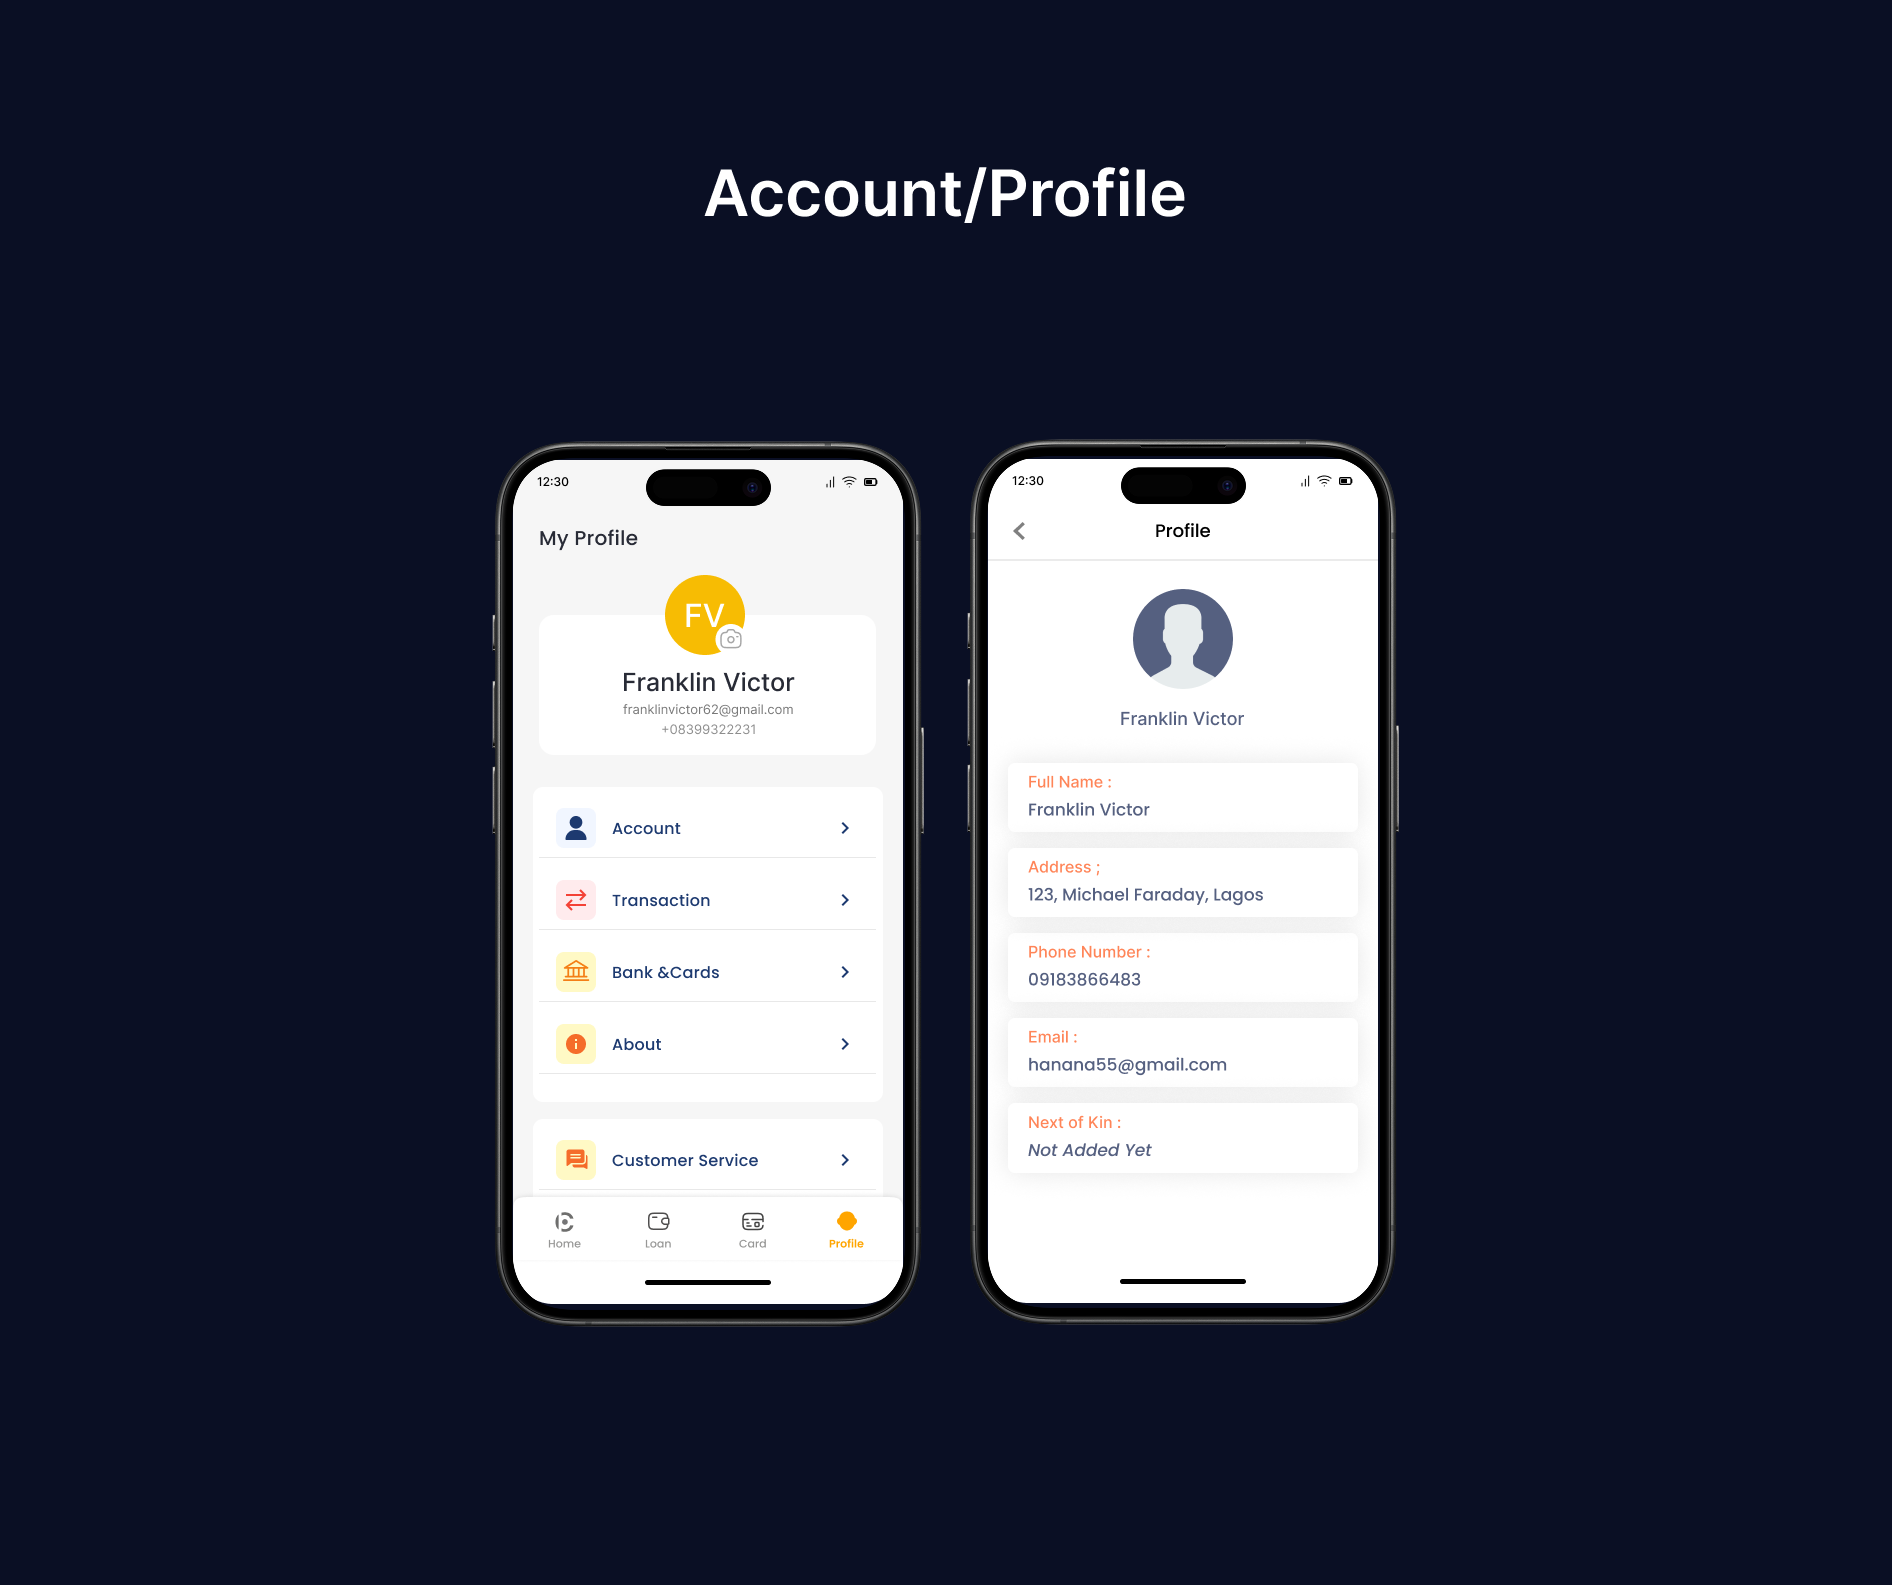 Account/Profile
12:30
My Profile
FV
Franklin Victor
franklinvictor62@gmail.com
+08399322231
Account
Transaction
Bank &Cards
About
Customer Service
Home
Loan
Card
Profile
12:30
Profile
Franklin Victor
Full Name :
Franklin Victor
Address ;
123, Michael Faraday, Lagos
Phone Number :
09183866483
Email :
hanana55@gmail.com
Next of Kin :
Not Added Yet